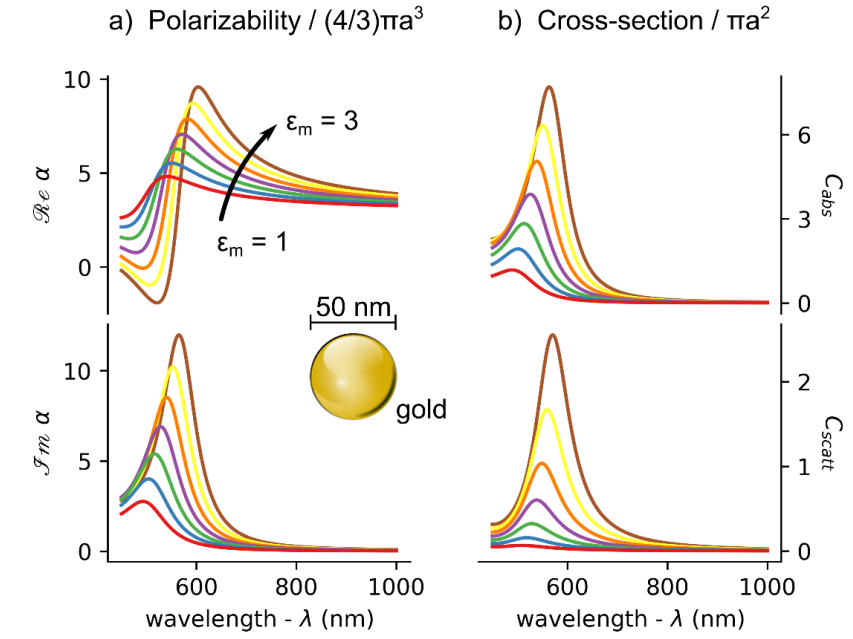 a) Polarizability / (4/3)πa³
b) Cross-section / πa²
10
5
0
ℛe α
εₘ = 3
εₘ = 1
6
3
0
C_abs
50 nm
gold
10
5
0
ℐm α
2
1
0
C_scatt
600 800 1000
wavelength - λ (nm)
600 800 1000
wavelength - λ (nm)